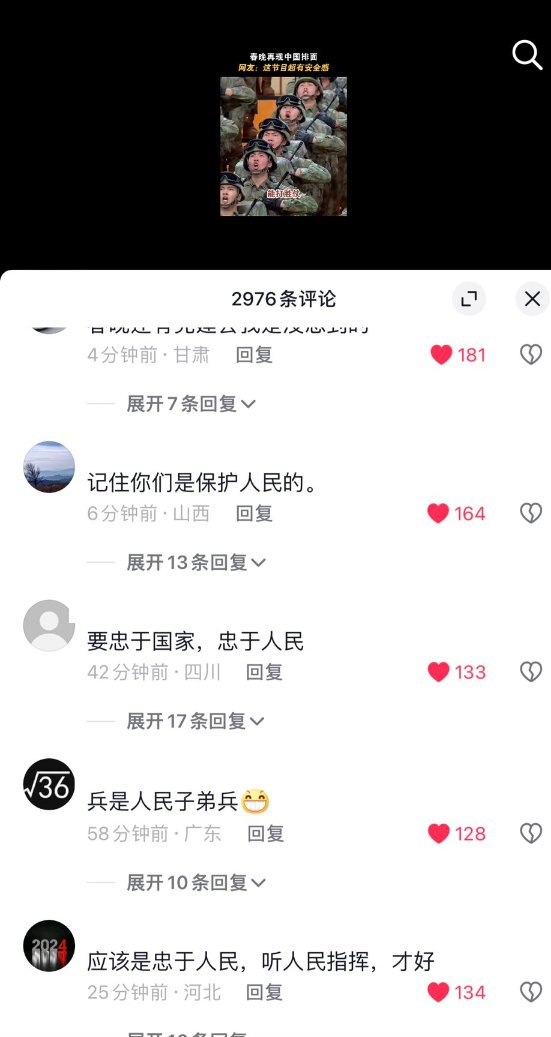 春晚再现中国排面
网友：这节目超有安全感
能打胜仗
2976条评论
4分钟前·甘肃 回复
181
展开7条回复
记住你们是保护人民的。
6分钟前·山西 回复
164
展开13条回复
要忠于国家，忠于人民
42分钟前·四川 回复
133
展开17条回复
√36
兵是人民子弟兵😁
58分钟前·广东 回复
128
展开10条回复
2024
应该是忠于人民，听人民指挥，才好
25分钟前·河北 回复
134